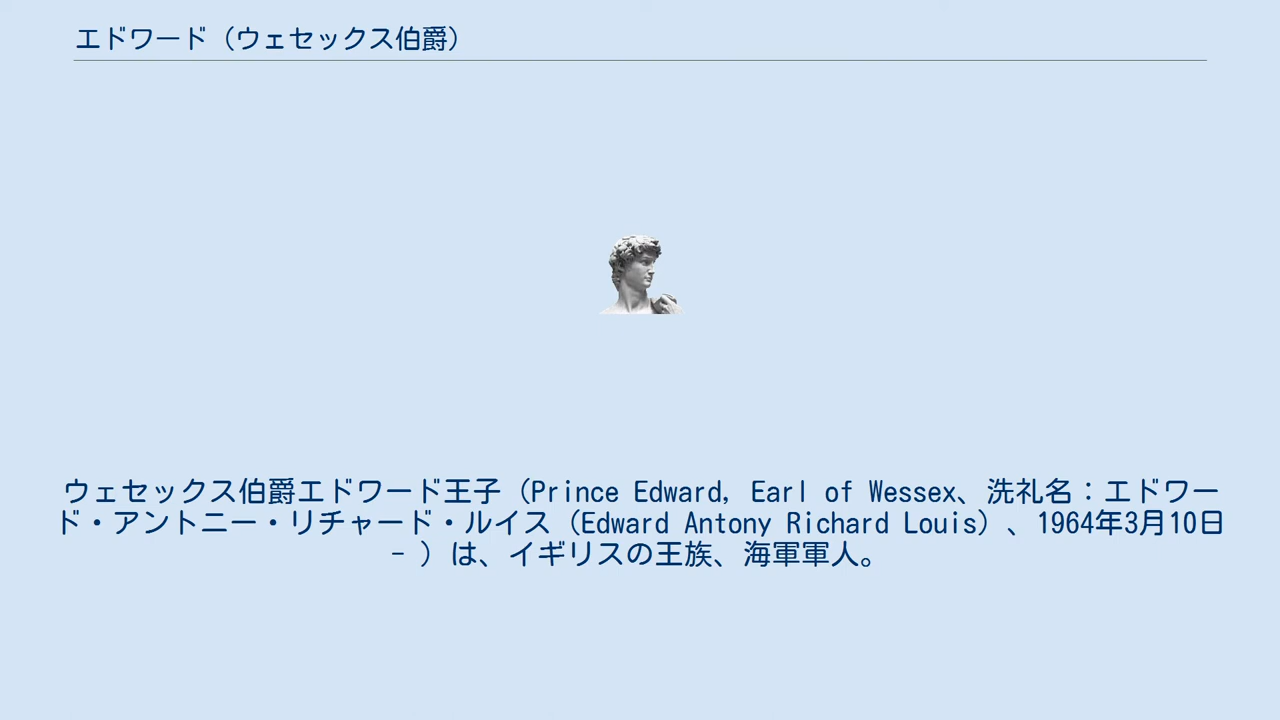 エドワード（ウェセックス伯爵）
ウェセックス伯爵エドワード王子（Prince Edward, Earl of Wessex、洗礼名：エドワー
ド・アントニー・リチャード・ルイス（Edward Antony Richard Louis）、1964年3月10日
- ）は、イギリスの王族、海軍軍人。